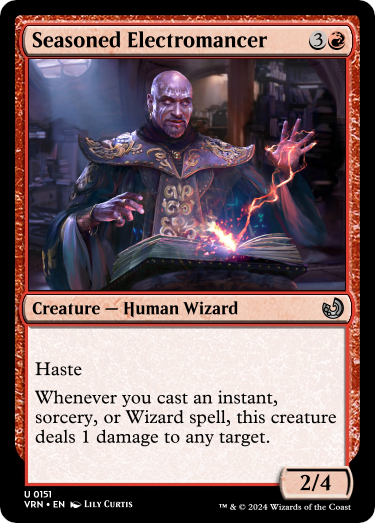 Seasoned Electromancer 3
Creature — Human Wizard
Haste
Whenever you cast an instant,
sorcery, or Wizard spell, this creature
deals 1 damage to any target.
2/4
U 0151
VRN • EN Lily Curtis
™ & © 2024 Wizards of the Coast